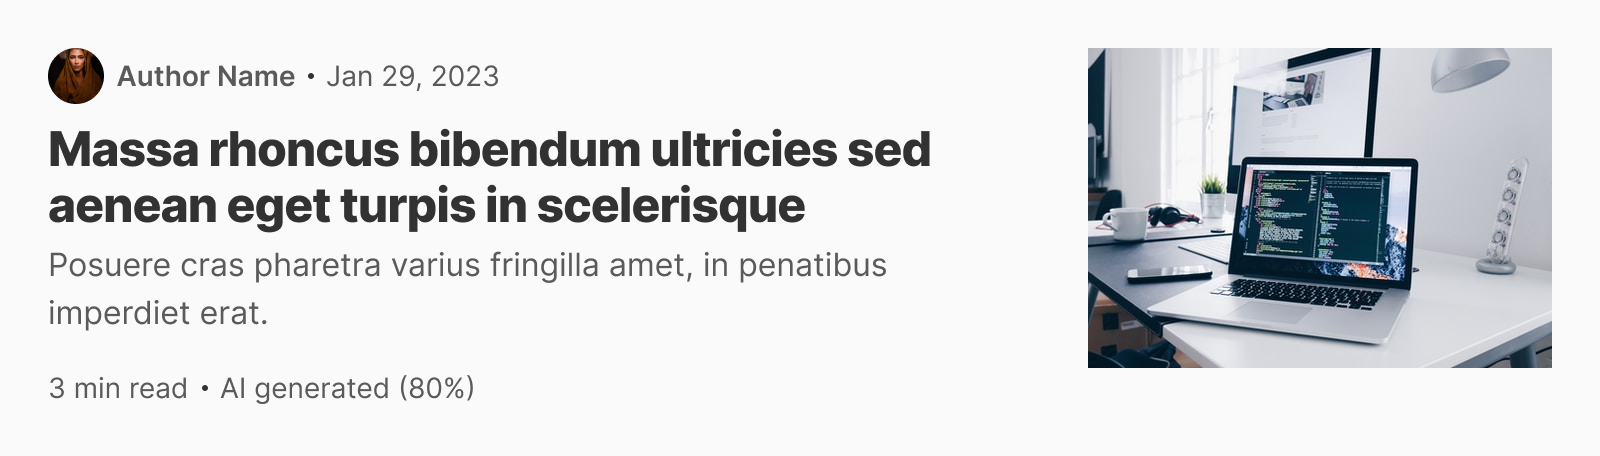 Author Name • Jan 29, 2023
Massa rhoncus bibendum ultricies sed
aenean eget turpis in scelerisque
Posuere cras pharetra varius fringilla amet, in penatibus
imperdiet erat.
3 min read • AI generated (80%)